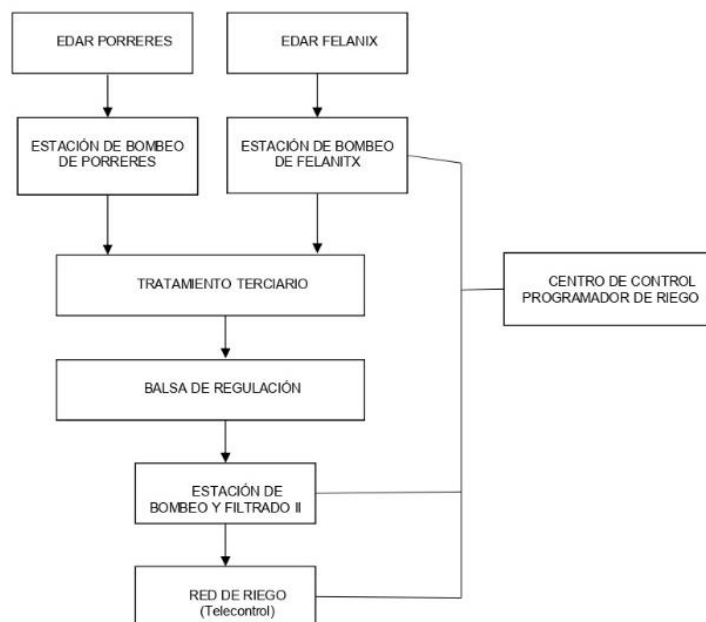 EDAR PORRERES
EDAR FELANIX
ESTACIÓN DE BOMBEO
DE PORRERES
ESTACIÓN DE BOMBEO
DE FELANITX
TRATAMIENTO TERCIARIO
CENTRO DE CONTROL
PROGRAMADOR DE RIEGO
BALSA DE REGULACIÓN
ESTACIÓN DE
BOMBEO Y FILTRADO II
RED DE RIEGO
(Telecontrol)